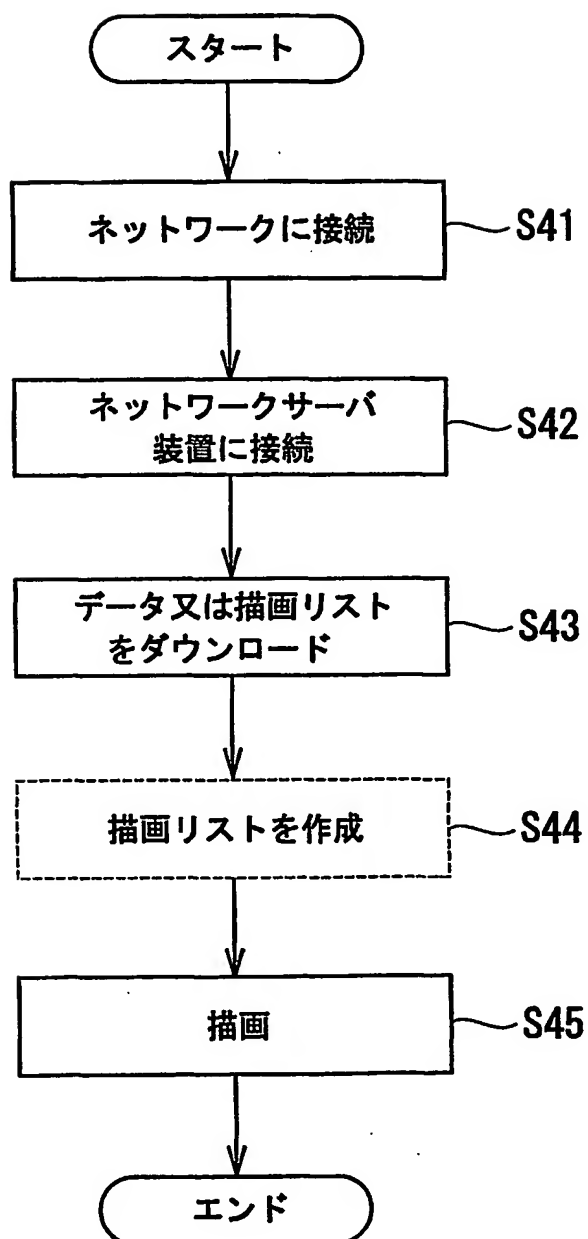 スタート
ネットワークに接続
S41
ネットワークサーバ
装置に接続
S42
データ又は描画リスト
をダウンロード
S43
描画リストを作成
S44
描画
S45
エンド